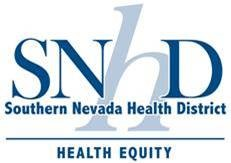 SNhD
Southern Nevada Health District
HEALTH EQUITY